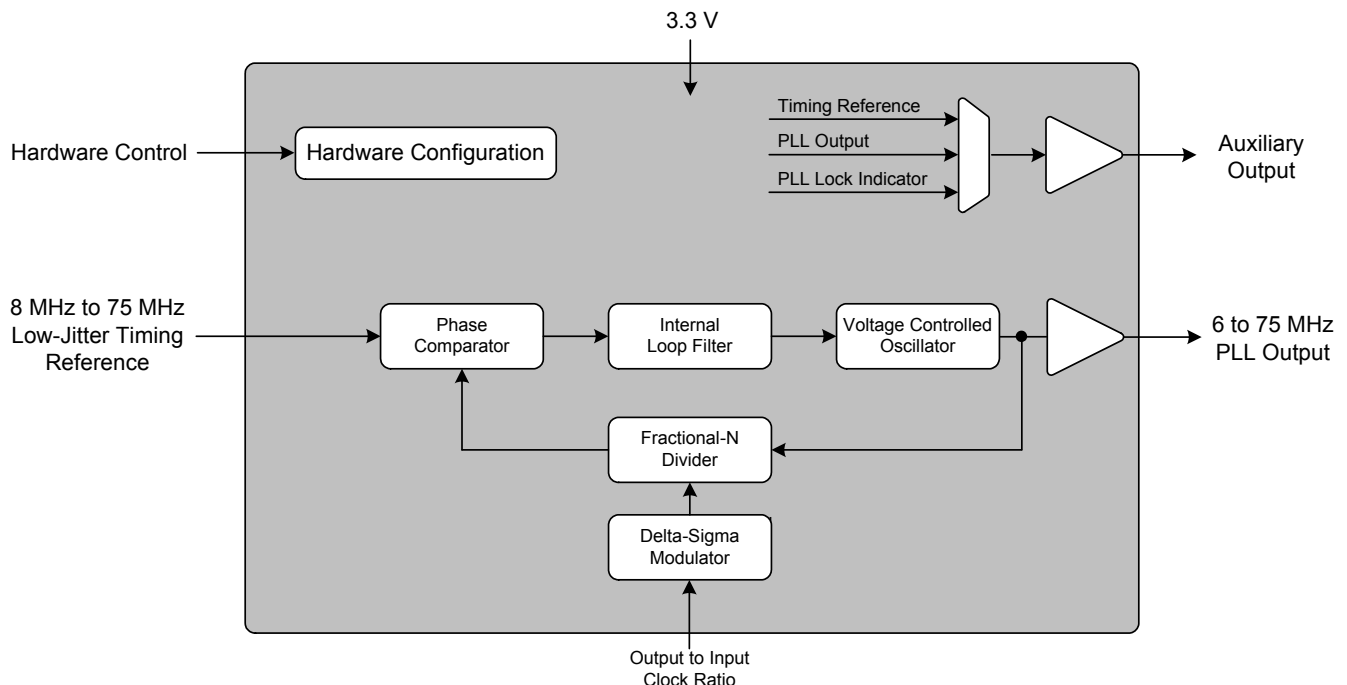 3.3 V
Timing Reference
PLL Output
PLL Lock Indicator
Hardware Control
Hardware Configuration
Auxiliary
Output
8 MHz to 75 MHz
Low-Jitter Timing
Reference
Phase
Comparator
Internal
Loop Filter
Voltage Controlled
Oscillator
6 to 75 MHz
PLL Output
Fractional-N
Divider
Delta-Sigma
Modulator
Output to Input
Clock Ratio